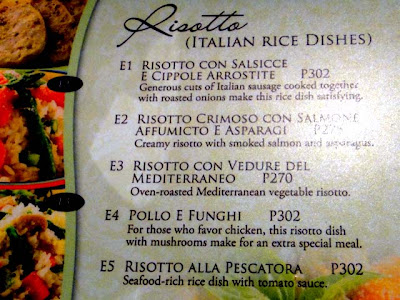 Risotto
(Italian rice Dishes)
E1 Risotto con Salsicce
E Cippole Arrostite P302
Generous cuts of Italian sausage cooked together
with roasted onions make this rice dish satisfying.
E2 Risotto Crimoso con Salmone
Affumicto E Asparagi
Creamy risotto with smoked salmon and asparagus.
E3 Risotto con Vedure del
Mediterraneo P270
Oven-roasted Mediterranean vegetable risotto.
E4 Pollo E Funghi P302
For those who favor chicken, this risotto dish
with mushrooms make for an extra special meal.
E5 Risotto alla Pescatora P302
Seafood-rich rice dish with tomato sauce.